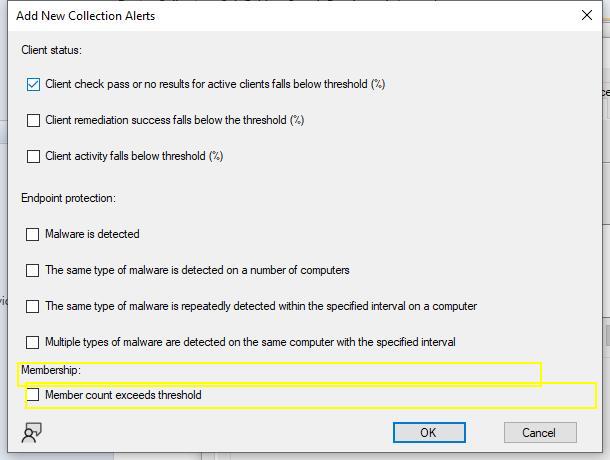 Add New Collection Alerts
Client status:
Client check pass or no results for active clients falls below threshold (%)
Client remediation success falls below the threshold (%)
Client activity falls below threshold (%)
Endpoint protection:
Malware is detected
The same type of malware is detected on a number of computers
The same type of malware is repeatedly detected within the specified interval on a computer
Multiple types of malware are detected on the same computer with the specified interval
Membership:
Member count exceeds threshold
OK
Cancel